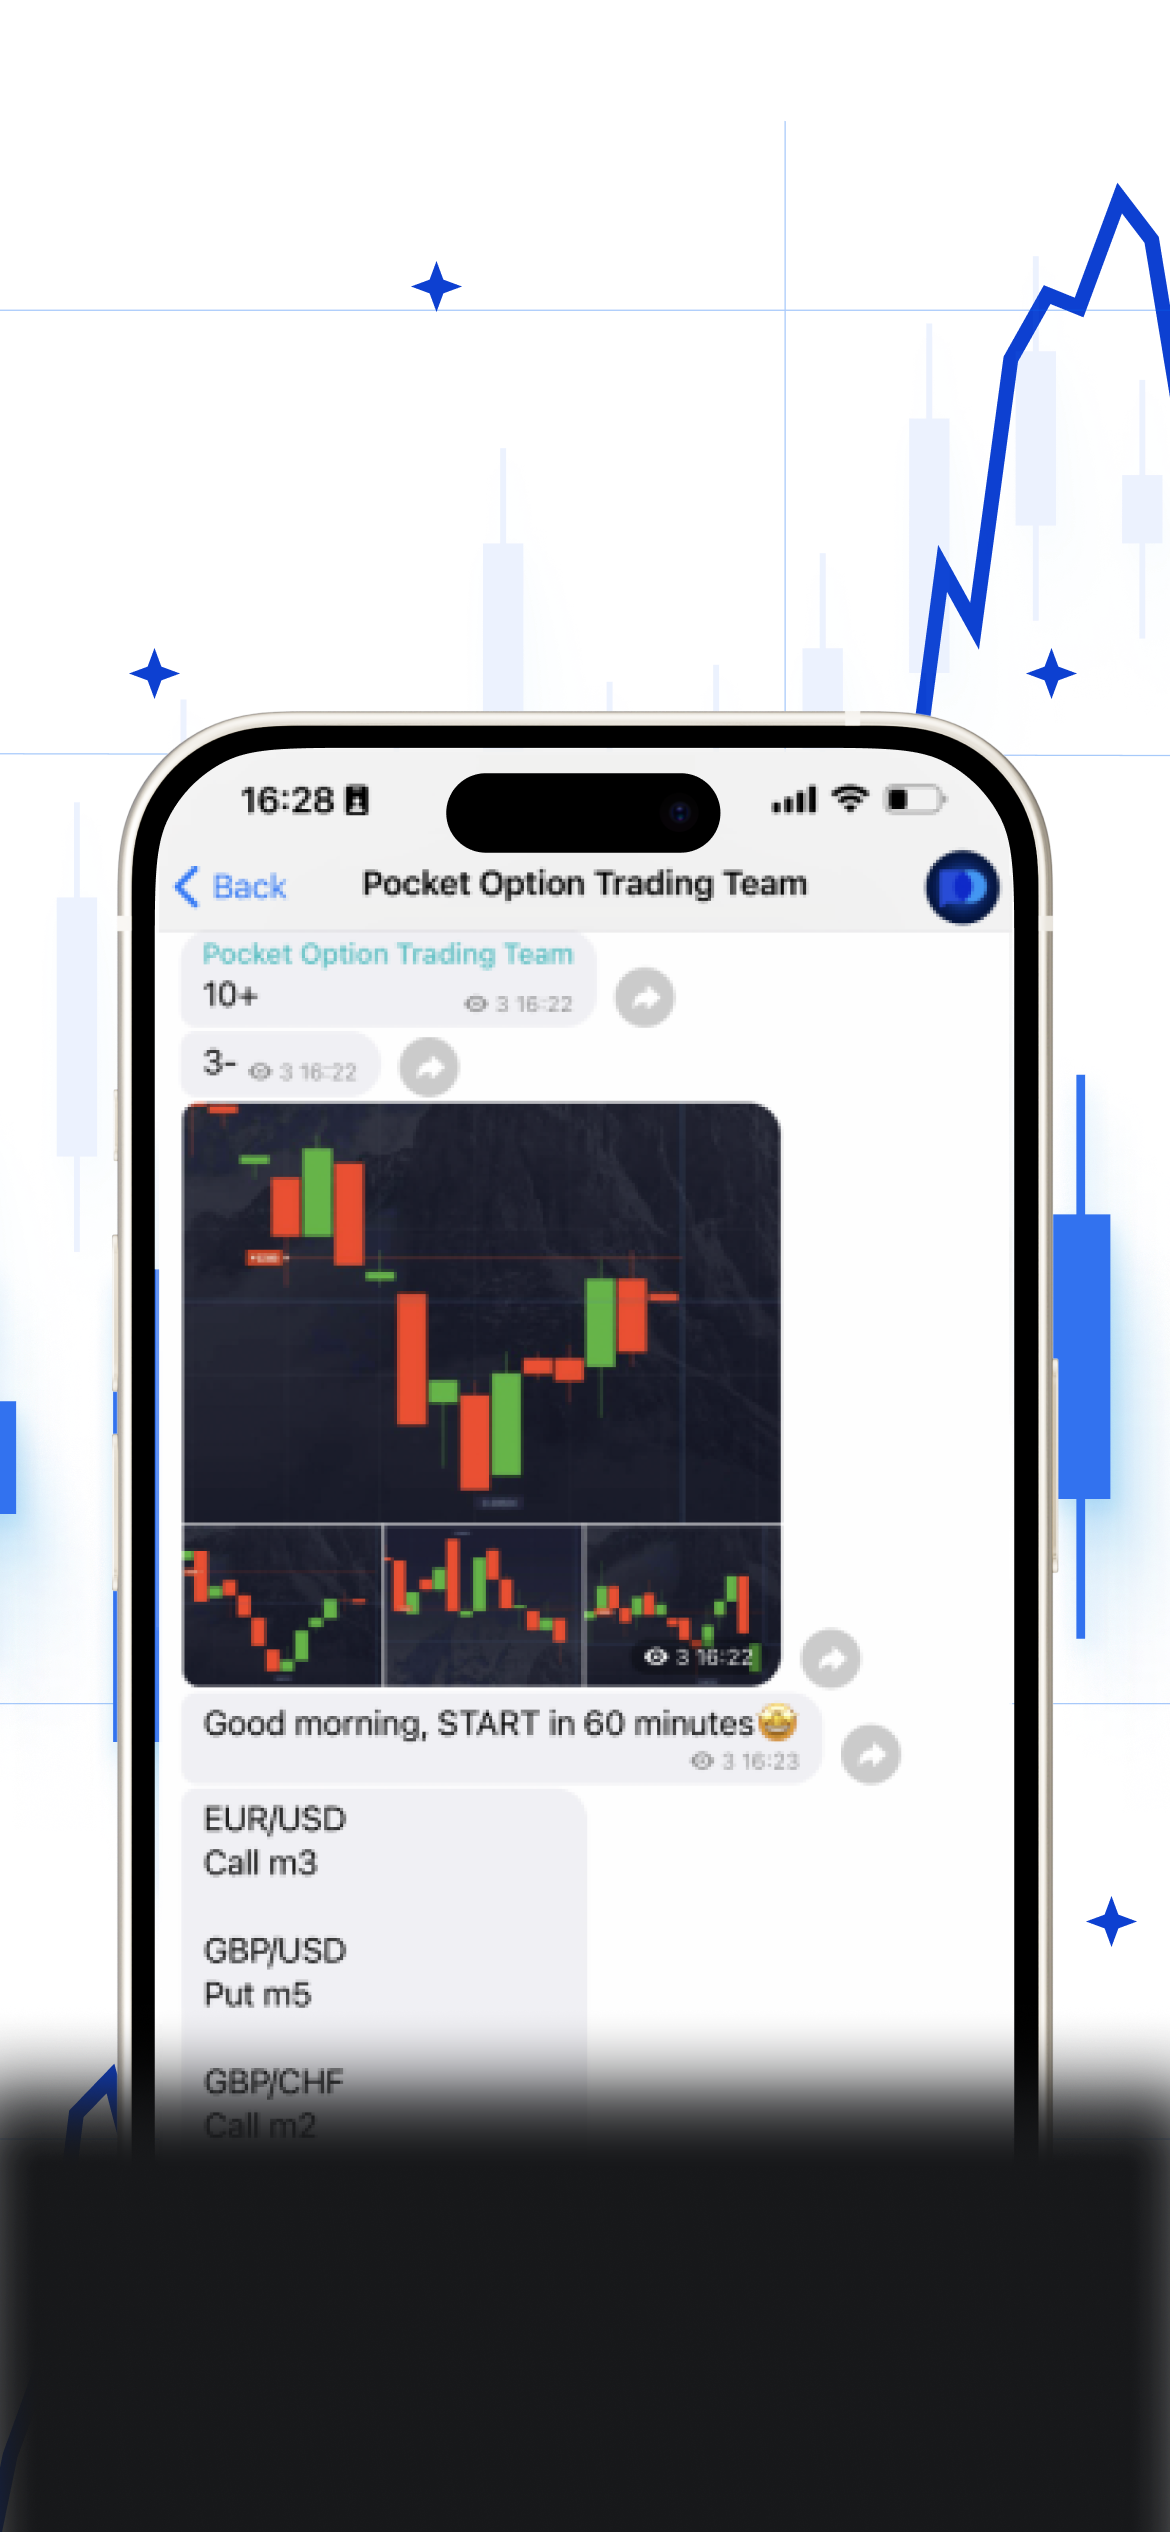 16:28
Back
Pocket Option Trading Team
Pocket Option Trading Team
10+
3 16:22
3- 3 16:22
3 16:22
Good morning, START in 60 minutes🤩
3 16:23
EUR/USD
Call m3
GBP/USD
Put m5
GBP/CHF
Call m2